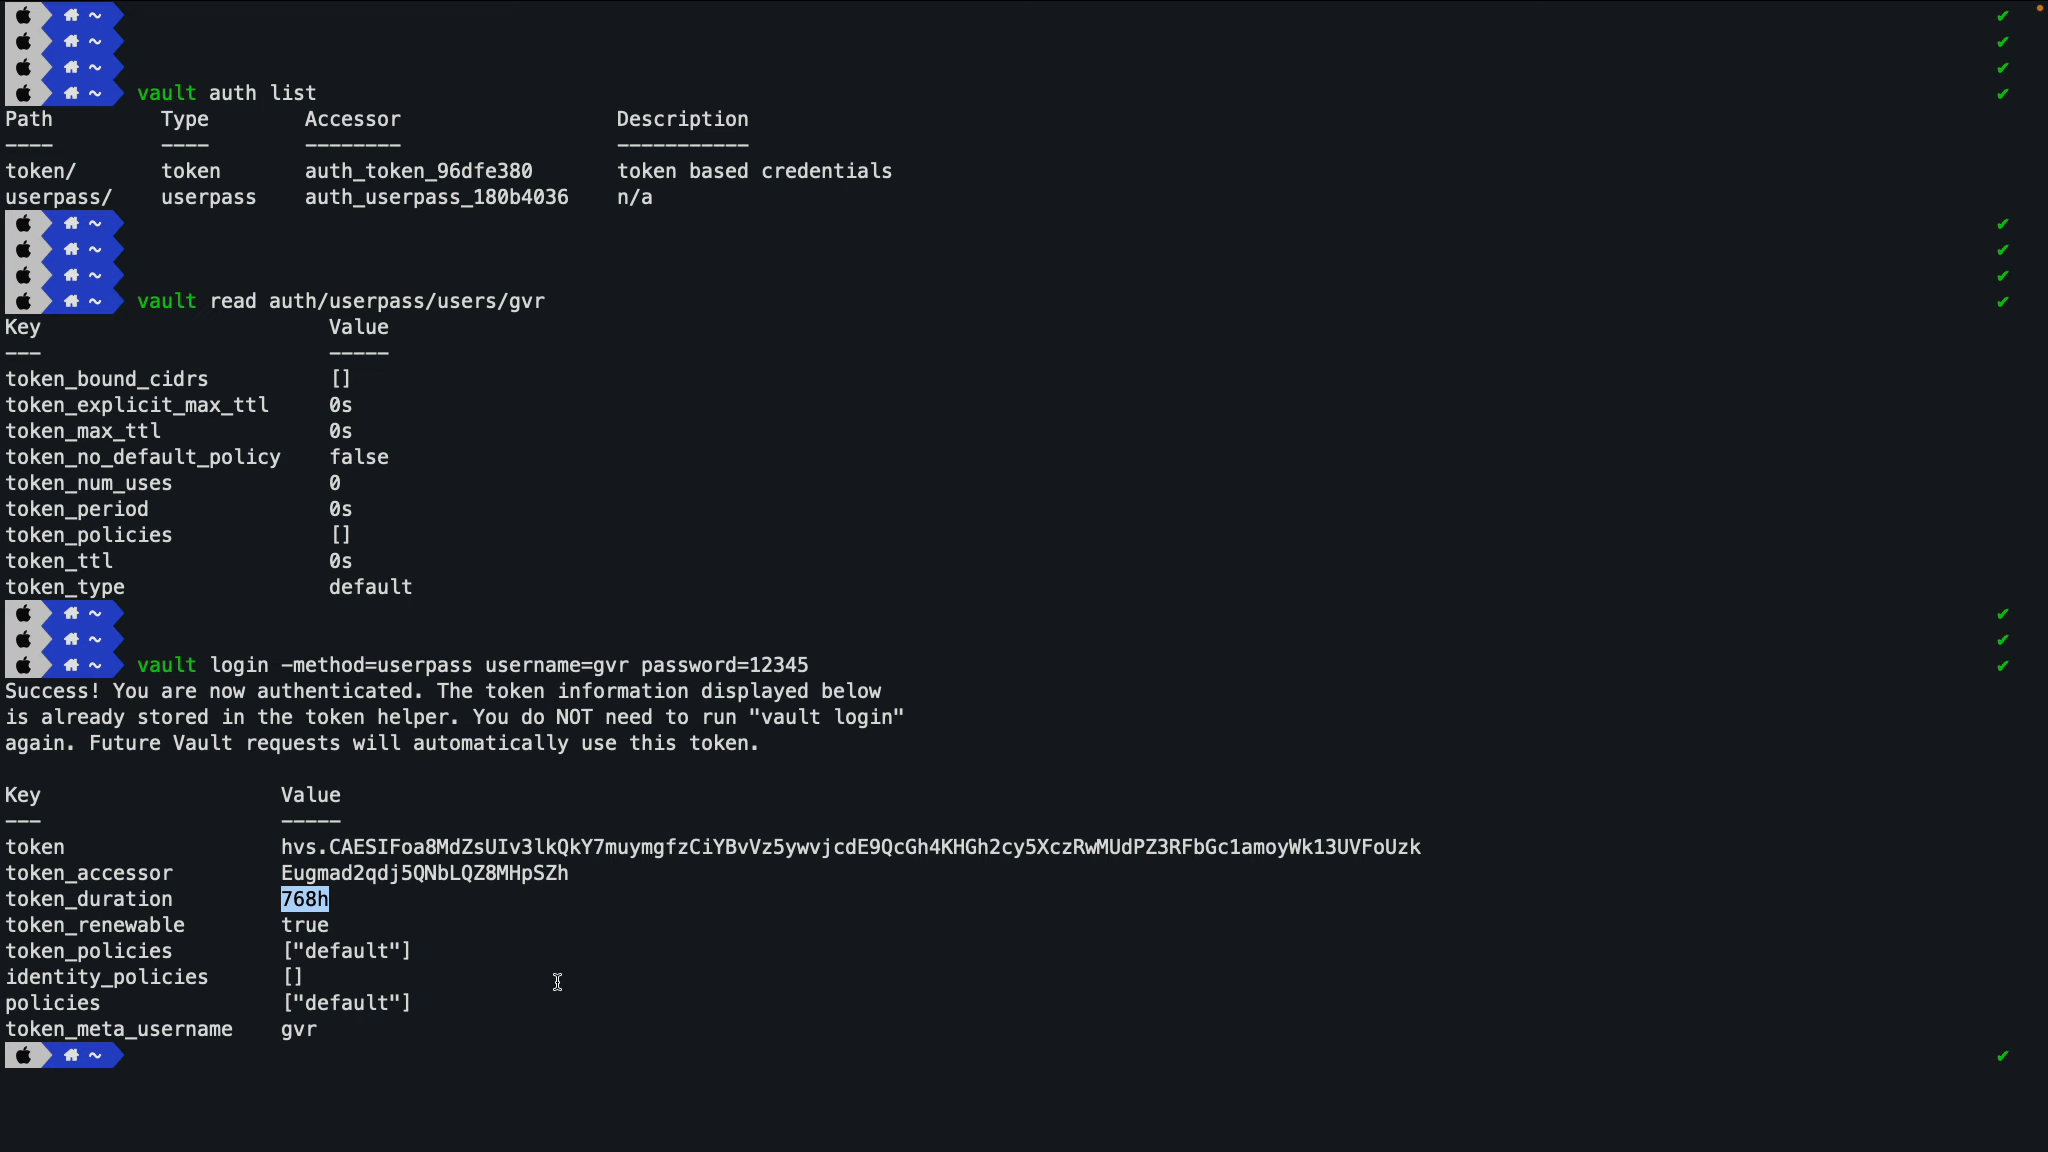 ~
~
~
~ vault auth list
Path Type Accessor Description
---- ---- -------- -----------
token/ token auth_token_96dfe380 token based credentials
userpass/ userpass auth_userpass_180b4036 n/a
~
~
~
~ vault read auth/userpass/users/gvr
Key Value
--- -----
token_bound_cidrs []
token_explicit_max_ttl 0s
token_max_ttl 0s
token_no_default_policy false
token_num_uses 0
token_period 0s
token_policies []
token_ttl 0s
token_type default
~
~
~ vault login -method=userpass username=gvr password=12345
Success! You are now authenticated. The token information displayed below
is already stored in the token helper. You do NOT need to run "vault login"
again. Future Vault requests will automatically use this token.
Key Value
--- -----
token hvs.CAESIFoa8MdZsUIv3lkQkY7muymgfzCiYBvVz5ywvjcdE9QcGh4KHGh2cy5XczRwMUdPZ3RFbGc1amoyWk13UVFoUzk
token_accessor Eugmad2qdj5QNbLQZ8MHpSZh
token_duration 768h
token_renewable true
token_policies ["default"]
identity_policies []
policies ["default"]
token_meta_username gvr
~